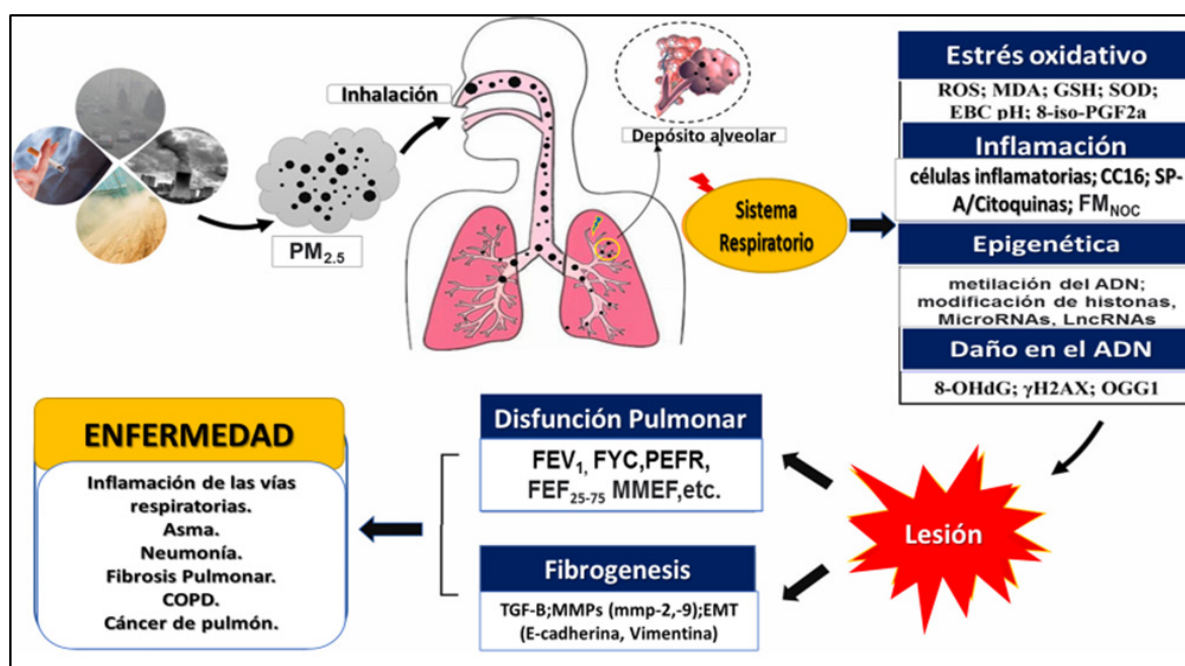 Inhalación
PM2.5
Depósito alveolar
Sistema
Respiratorio
Estrés oxidativo
ROS; MDA; GSH; SOD;
EBC pH; 8-iso-PGF2a
Inflamación
células inflamatorias; CC16; SP-
A/Citoquinas; FMNOC
Epigenética
metilación del ADN;
modificación de histonas,
MicroRNAs, LncRNAs
Daño en el ADN
8-OHdG; γH2AX; OGG1
Lesión
Disfunción Pulmonar
FEV1, FYC,PEFR,
FEF25-75 MMEF,etc.
Fibrogenesis
TGF-B;MMPs (mmp-2,-9);EMT
(E-cadherina, Vimentina)
ENFERMEDAD
Inflamación de las vías
respiratorias.
Asma.
Neumonía.
Fibrosis Pulmonar.
COPD.
Cáncer de pulmón.